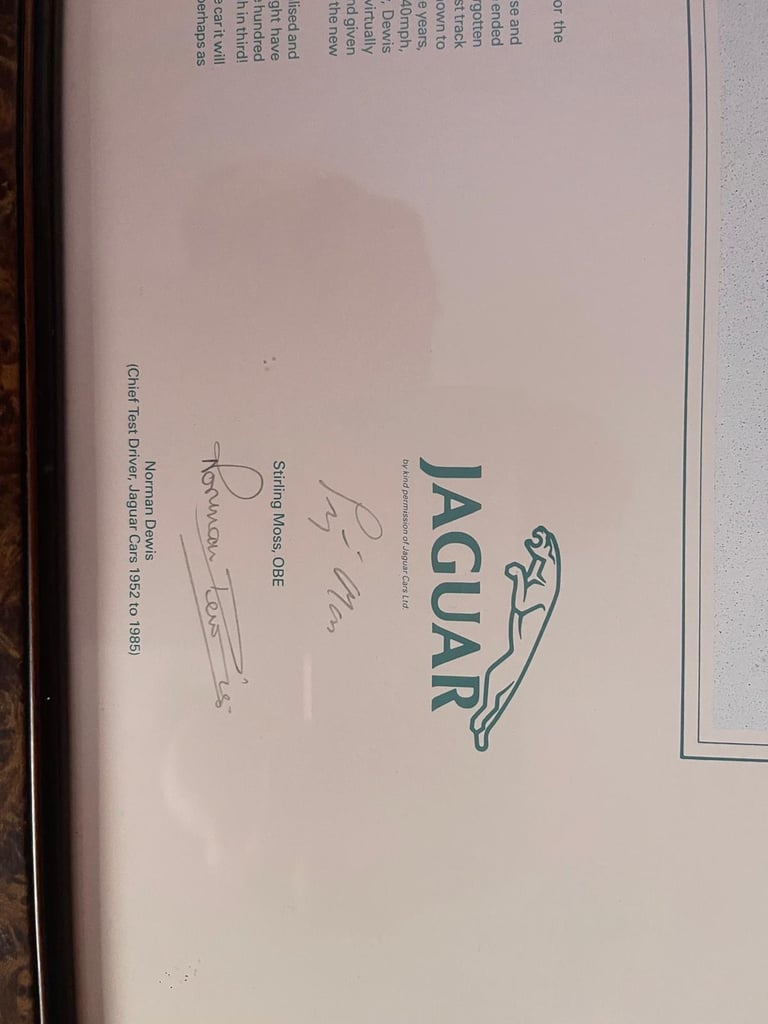 or the
se and
ended
rgotten
st track
own to
e years,
40mph,
, Dewis
virtually
nd given
the new
lised and
ght have
e hundred
h in third!
e car it will
perhaps as
JAGUAR
by kind permission of Jaguar Cars Ltd.
Stirling Moss, OBE
Norman Dewis
Norman Dewis
(Chief Test Driver, Jaguar Cars 1952 to 1985)